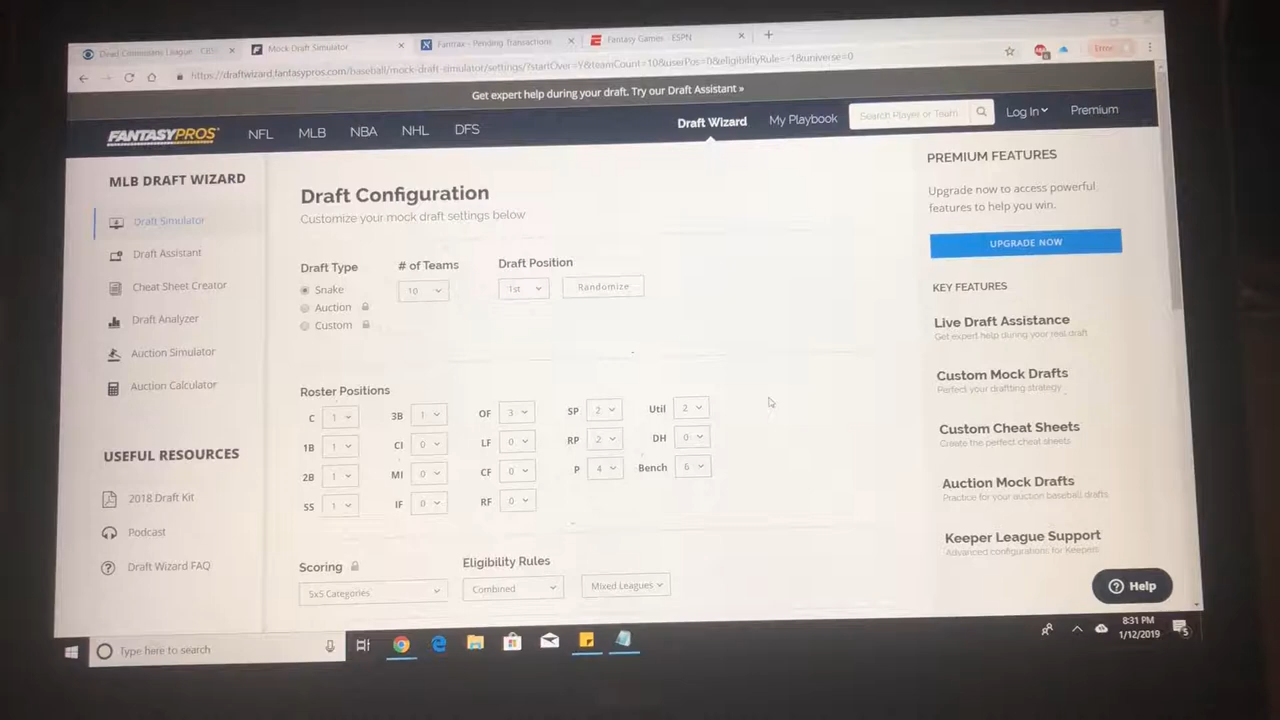 Dead Commissars League - CBS
Mock Draft Simulator
Fantrax - Pending Transactions
Fantasy Games - ESPN
https://draftwizard.fantasypros.com/baseball/mock-draft-simulator/settings/?startOver=Y&teamCount=10&userPos=0&eligibilityRule=-1&universe=0
Error
Get expert help during your draft. Try our Draft Assistant »
FANTASYPROS
NFL MLB NBA NHL DFS
Draft Wizard My Playbook
Search Player or Team
Log In Premium
MLB DRAFT WIZARD
Draft Simulator
Draft Assistant
Cheat Sheet Creator
Draft Analyzer
Auction Simulator
Auction Calculator
USEFUL RESOURCES
2018 Draft Kit
Podcast
Draft Wizard FAQ
Draft Configuration
Customize your mock draft settings below
Draft Type # of Teams Draft Position
Snake 10 1st Randomize
Auction
Custom
Roster Positions
C 1 3B 1 OF 3 SP 2 Util 2
1B 1 CI 0 LF 0 RP 2 DH 0
2B 1 MI 0 CF 0 P 4 Bench 6
SS 1 IF 0 RF 0
Scoring Eligibility Rules
5x5 Categories Combined Mixed Leagues
PREMIUM FEATURES
Upgrade now to access powerful
features to help you win.
UPGRADE NOW
KEY FEATURES
Live Draft Assistance
Get expert help during your real draft
Custom Mock Drafts
Perfect your drafting strategy
Custom Cheat Sheets
Create the perfect cheat sheets
Auction Mock Drafts
Practice for your auction baseball drafts
Keeper League Support
Advanced configurations for Keepers
Help
Type here to search
8:31 PM
1/12/2019
5